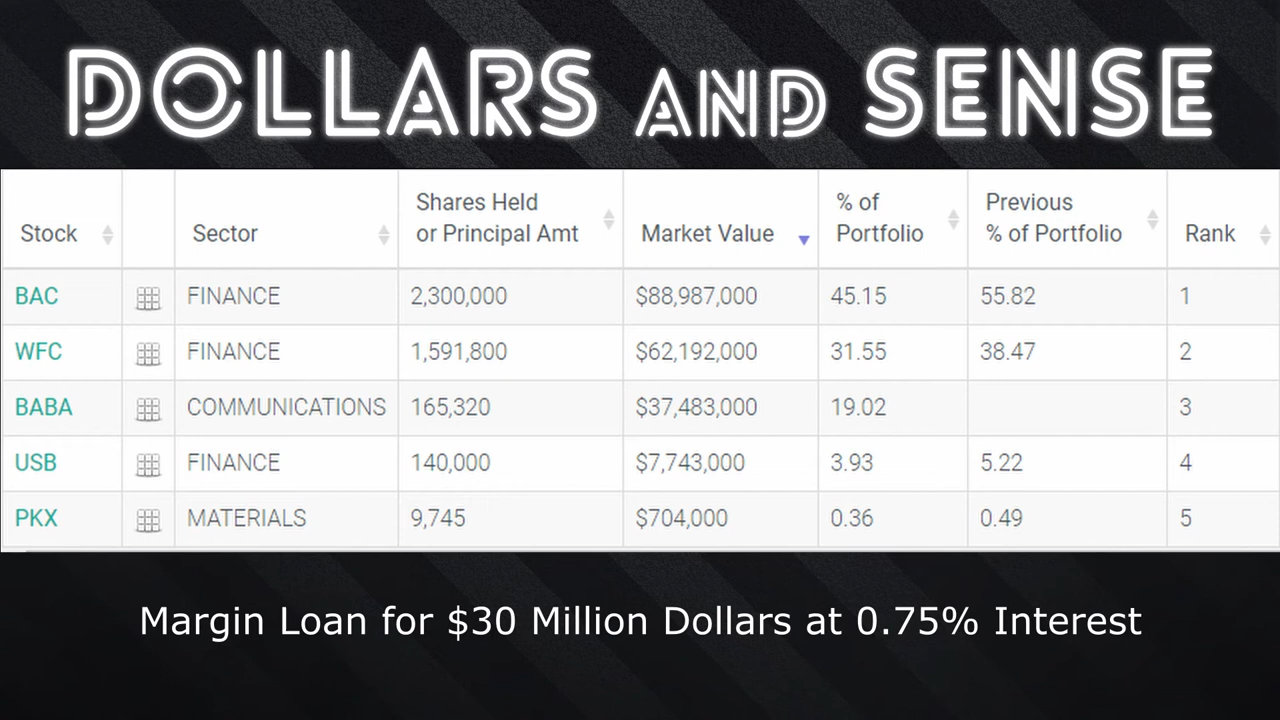 DOLLARS AND SENSE
Stock Sector Shares Held or Principal Amt Market Value % of Portfolio Previous % of Portfolio Rank
BAC FINANCE 2,300,000 $88,987,000 45.15 55.82 1
WFC FINANCE 1,591,800 $62,192,000 31.55 38.47 2
BABA COMMUNICATIONS 165,320 $37,483,000 19.02 3
USB FINANCE 140,000 $7,743,000 3.93 5.22 4
PKX MATERIALS 9,745 $704,000 0.36 0.49 5
Margin Loan for $30 Million Dollars at 0.75% Interest